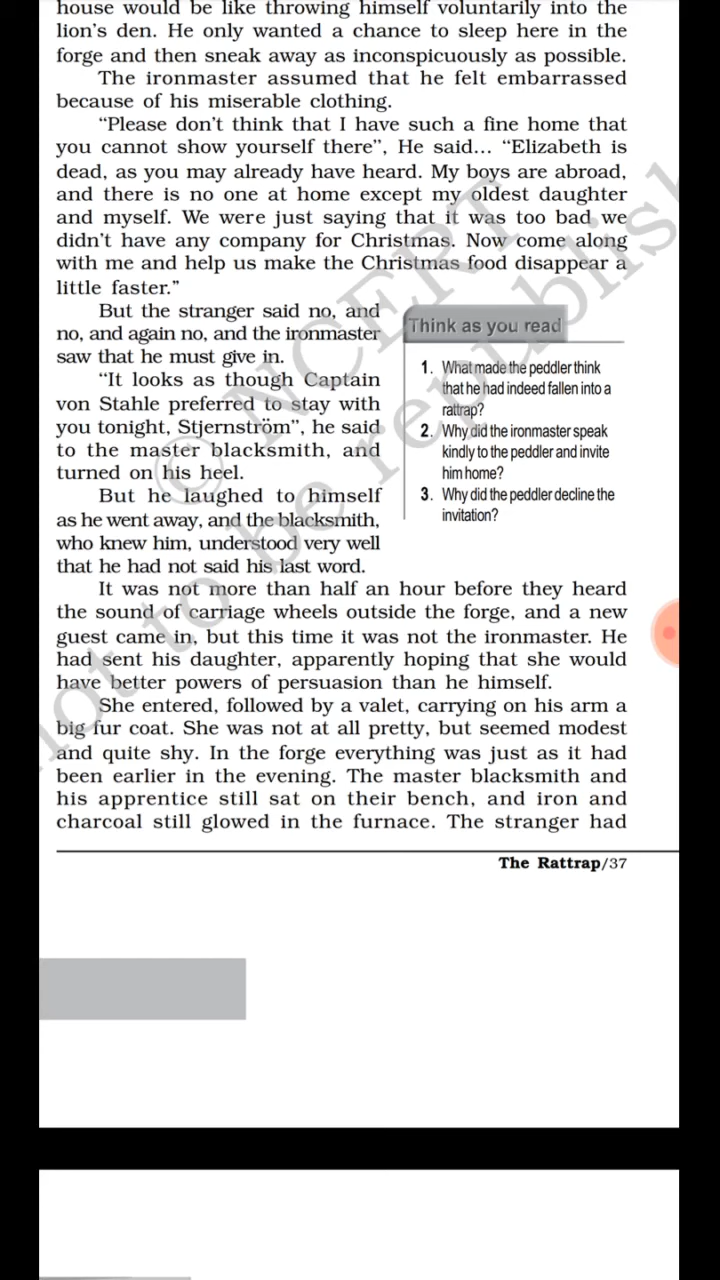 house would be like throwing himself voluntarily into the
lion's den. He only wanted a chance to sleep here in the
forge and then sneak away as inconspicuously as possible.
The ironmaster assumed that he felt embarrassed
because of his miserable clothing.
“Please don't think that I have such a fine home that
you cannot show yourself there”, He said... “Elizabeth is
dead, as you may already have heard. My boys are abroad,
and there is no one at home except my oldest daughter
and myself. We were just saying that it was too bad we
didn't have any company for Christmas. Now come along
with me and help us make the Christmas food disappear a
little faster.”
But the stranger said no, and
no, and again no, and the ironmaster
saw that he must give in.
“It looks as though Captain
von Stahle preferred to stay with
you tonight, Stjernström”, he said
to the master blacksmith, and
turned on his heel.
But he laughed to himself
as he went away, and the blacksmith,
who knew him, understood very well
that he had not said his last word.
Think as you read
1. What made the peddler think
that he had indeed fallen into a
rattrap?
2. Why did the ironmaster speak
kindly to the peddler and invite
him home?
3. Why did the peddler decline the
invitation?
It was not more than half an hour before they heard
the sound of carriage wheels outside the forge, and a new
guest came in, but this time it was not the ironmaster. He
had sent his daughter, apparently hoping that she would
have better powers of persuasion than he himself.
She entered, followed by a valet, carrying on his arm a
big fur coat. She was not at all pretty, but seemed modest
and quite shy. In the forge everything was just as it had
been earlier in the evening. The master blacksmith and
his apprentice still sat on their bench, and iron and
charcoal still glowed in the furnace. The stranger had
The Rattrap/37
© NCERT
not to be republish